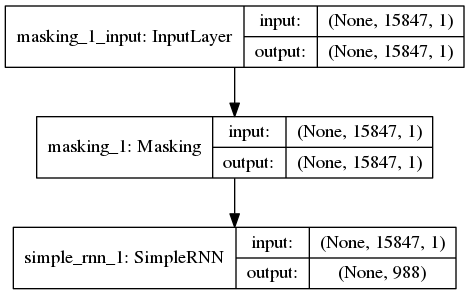 masking_1_input: InputLayer
input: (None, 15847, 1)
output: (None, 15847, 1)
masking_1: Masking
input: (None, 15847, 1)
output: (None, 15847, 1)
simple_rnn_1: SimpleRNN
input: (None, 15847, 1)
output: (None, 988)